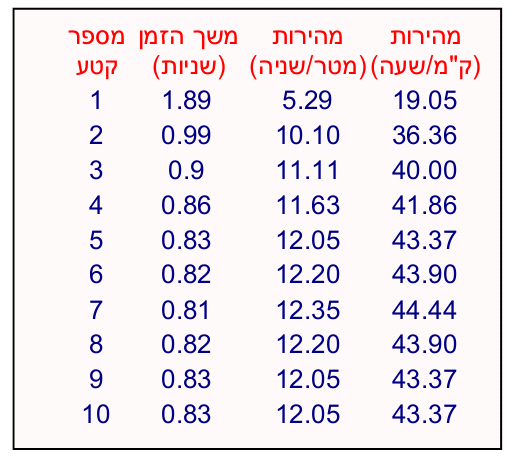 מספר קטע משך הזמן (שניות) מהירות (מטר/שניה) מהירות (ק"מ/שעה)
1 1.89 5.29 19.05
2 0.99 10.10 36.36
3 0.9 11.11 40.00
4 0.86 11.63 41.86
5 0.83 12.05 43.37
6 0.82 12.20 43.90
7 0.81 12.35 44.44
8 0.82 12.20 43.90
9 0.83 12.05 43.37
10 0.83 12.05 43.37